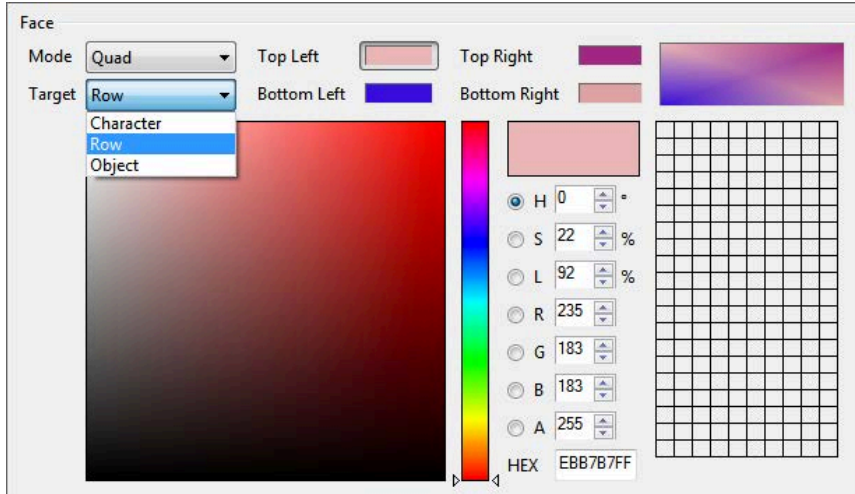 Face
Mode Quad Top Left Top Right
Target Row Bottom Left Bottom Right
Character
Row
Object
H 0 °
S 22 %
L 92 %
R 235
G 183
B 183
A 255
HEX EBB7B7FF